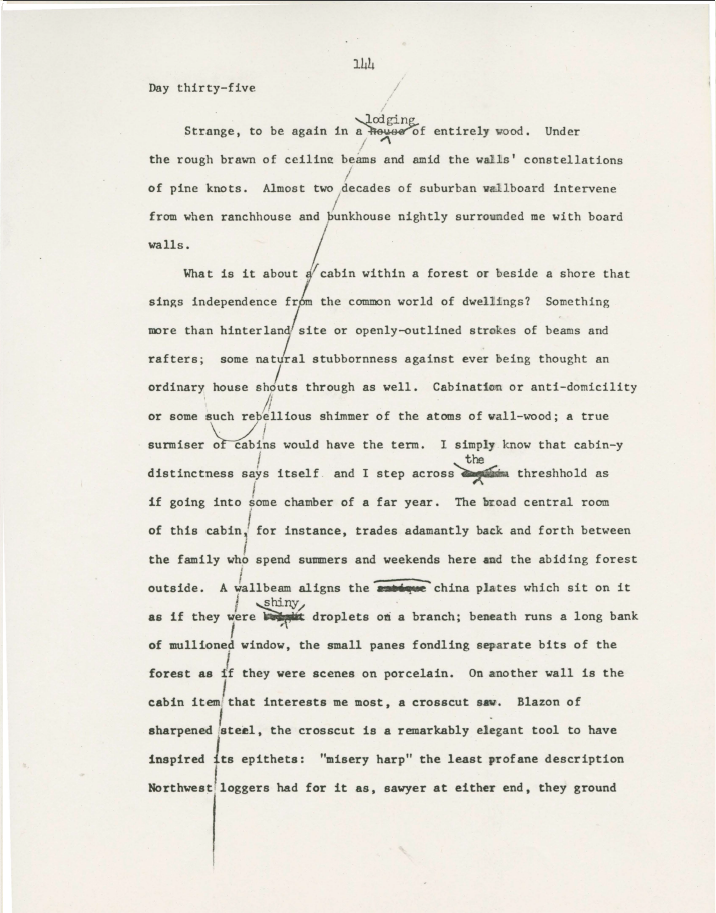 144
Day thirty-five
lodging
Strange, to be again in a house of entirely wood. Under
the rough brawn of ceiling beams and amid the walls' constellations
of pine knots. Almost two decades of suburban wallboard intervene
from when ranchhouse and bunkhouse nightly surrounded me with board
walls.
What is it about a cabin within a forest or beside a shore that
sings independence from the common world of dwellings? Something
more than hinterland site or openly-outlined strokes of beams and
rafters; some natural stubbornness against ever being thought an
ordinary house shouts through as well. Cabination or anti-domicility
or some such rebellious shimmer of the atoms of wall-wood; a true
surmiser of cabins would have the term. I simply know that cabin-y
the
distinctness says itself and I step across threshhold as
if going into some chamber of a far year. The broad central room
of this cabin, for instance, trades adamantly back and forth between
the family who spend summers and weekends here and the abiding forest
outside. A wallbeam aligns the antique china plates which sit on it
shiny
as if they were droplets on a branch; beneath runs a long bank
of mullioned window, the small panes fondling separate bits of the
forest as if they were scenes on porcelain. On another wall is the
cabin item that interests me most, a crosscut saw. Blazon of
sharpened steel, the crosscut is a remarkably elegant tool to have
inspired its epithets: "misery harp" the least profane description
Northwest loggers had for it as, sawyer at either end, they ground